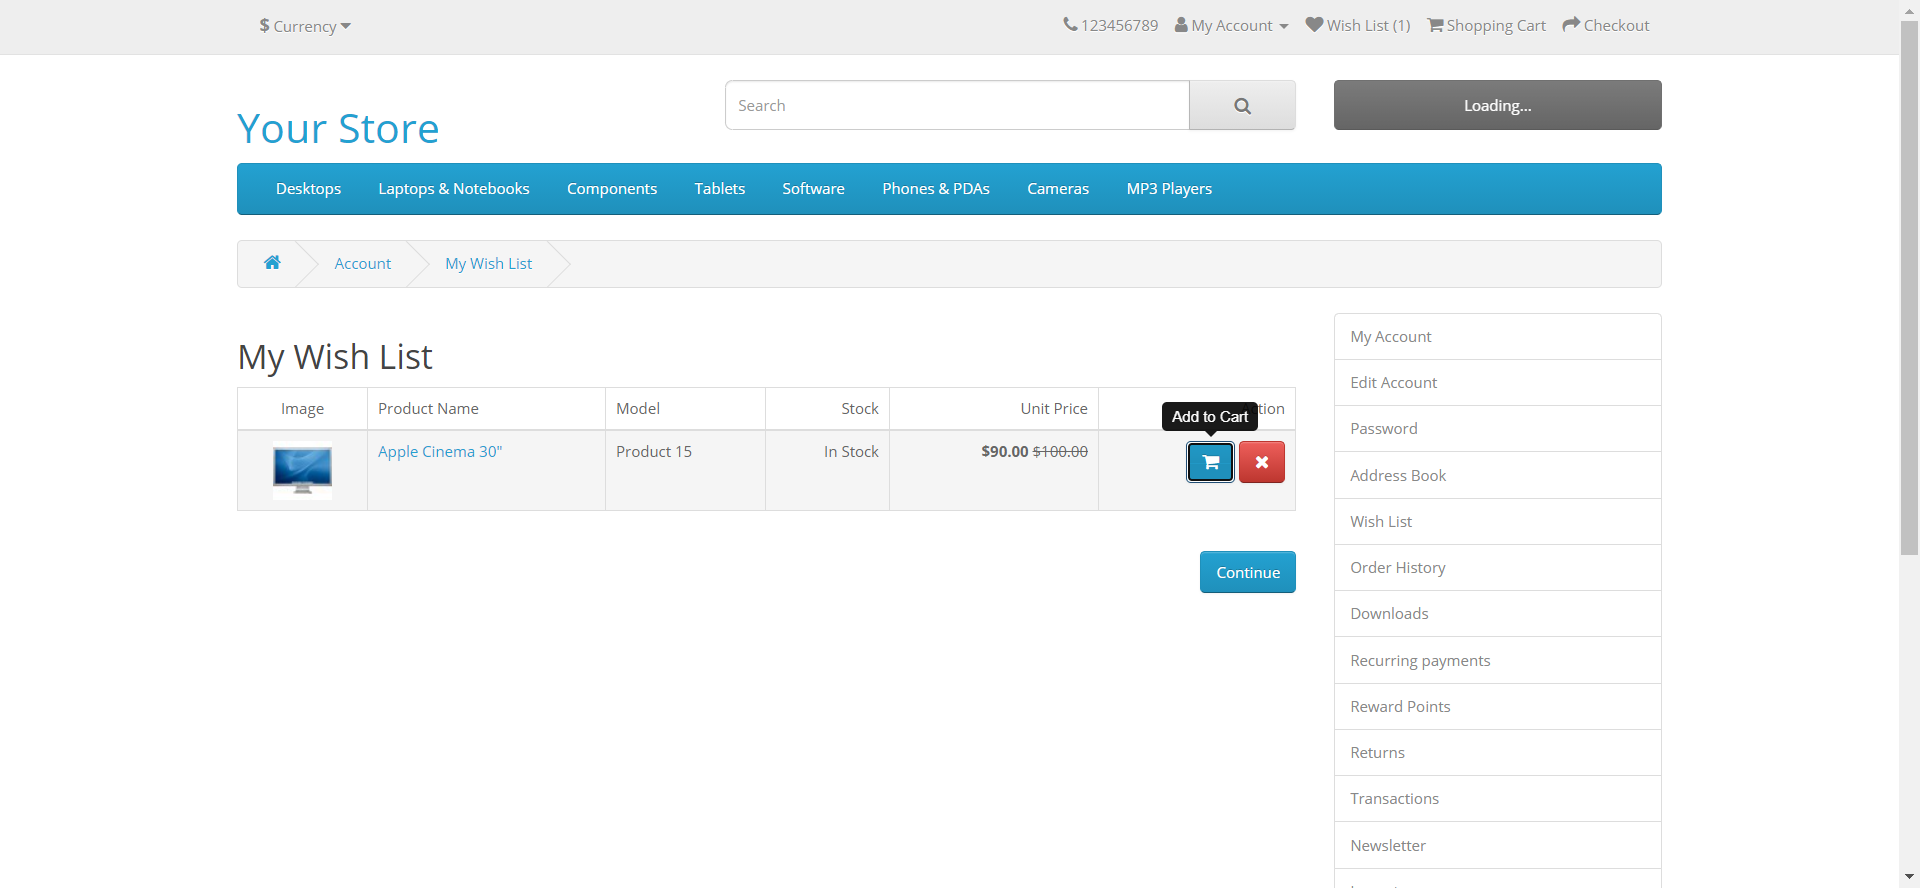 $ Currency
123456789
My Account
Wish List (1)
Shopping Cart
Checkout
Your Store
Search
Loading...
Desktops
Laptops & Notebooks
Components
Tablets
Software
Phones & PDAs
Cameras
MP3 Players
Account
My Wish List
My Wish List
Image
Product Name
Model
Stock
Unit Price
Add to Cart
Apple Cinema 30"
Product 15
In Stock
$90.00 $100.00
Continue
My Account
Edit Account
Password
Address Book
Wish List
Order History
Downloads
Recurring payments
Reward Points
Returns
Transactions
Newsletter